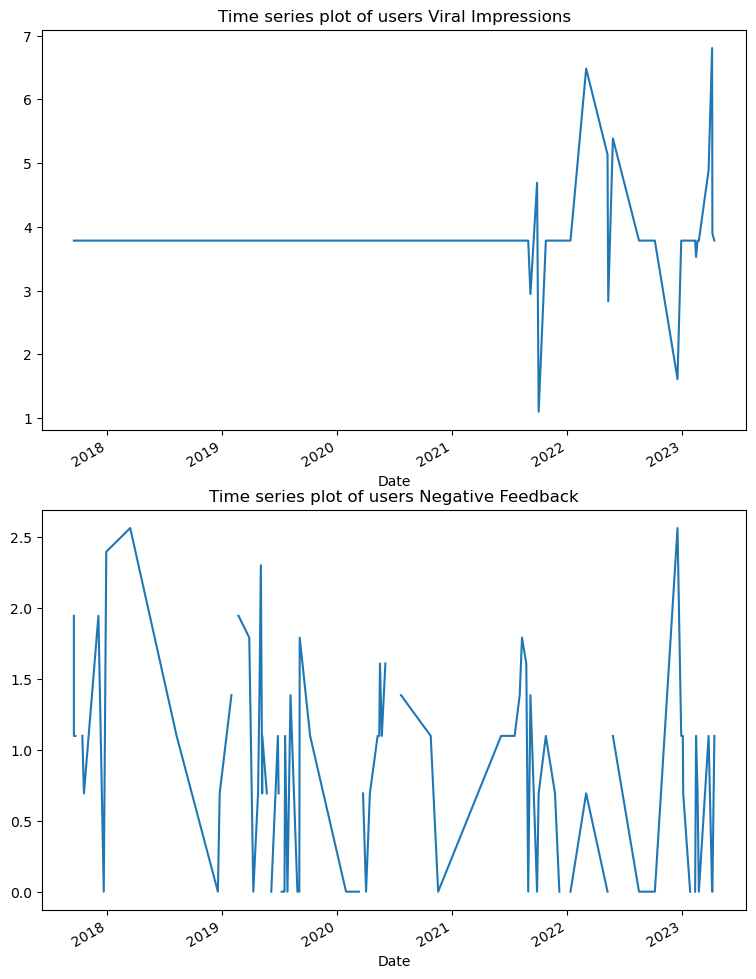 Time series plot of users Viral Impressions
7
6
5
4
3
2
1
2018 2019 2020 2021 2022 2023
Date
Time series plot of users Negative Feedback
2.5
2.0
1.5
1.0
0.5
0.0
2018 2019 2020 2021 2022 2023
Date